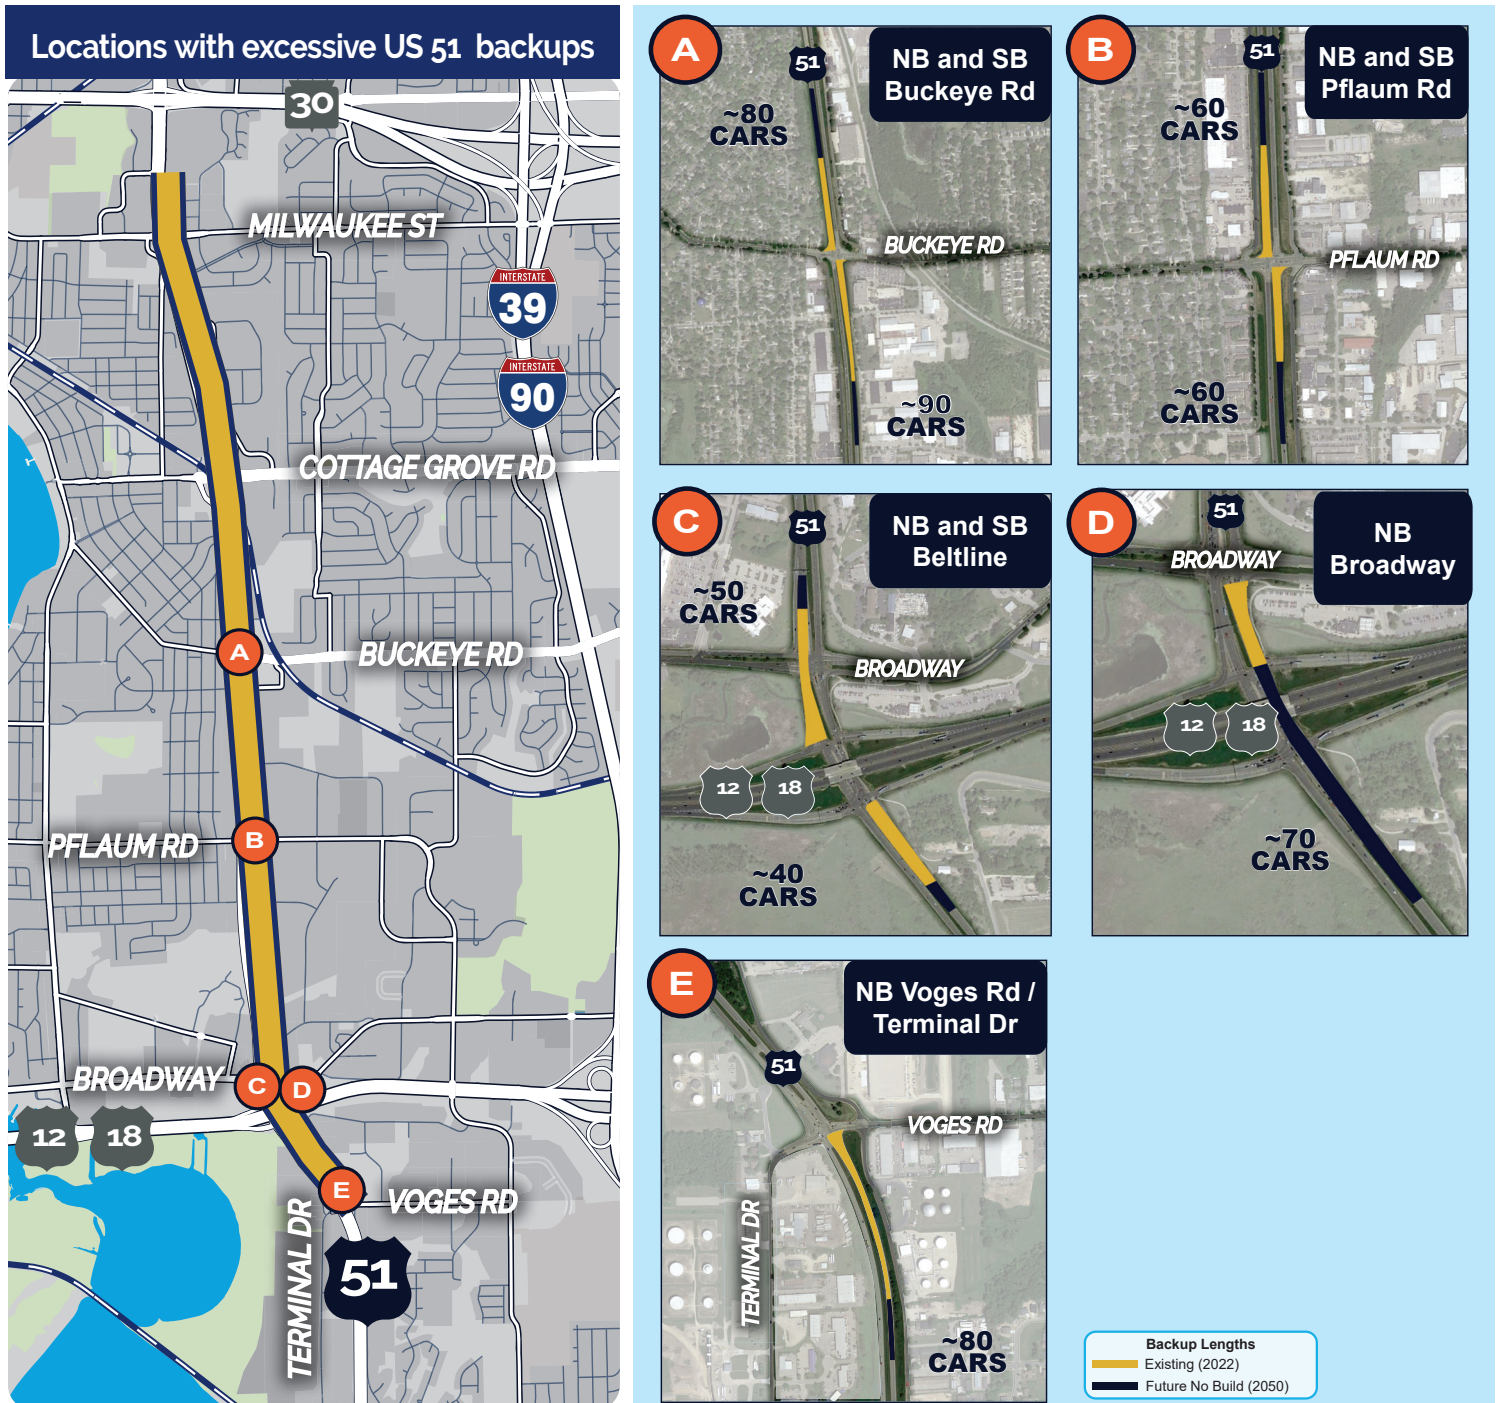 Locations with excessive US 51 backups
30
MILWAUKEE ST
INTERSTATE
39
INTERSTATE
90
COTTAGE GROVE RD
A
BUCKEYE RD
B
PFLAUM RD
BROADWAY
C
D
12
18
E
VOGES RD
TERMINAL DR
51
A
51
NB and SB
Buckeye Rd
~80
CARS
BUCKEYE RD
~90
CARS
B
51
NB and SB
Pflaum Rd
~60
CARS
PFLAUM RD
~60
CARS
C
51
NB and SB
Beltline
~50
CARS
BROADWAY
12
18
~40
CARS
D
51
NB
Broadway
BROADWAY
12
18
~70
CARS
E
NB Voges Rd /
Terminal Dr
51
VOGES RD
TERMINAL DR
~80
CARS
Backup Lengths
Existing (2022)
Future No Build (2050)